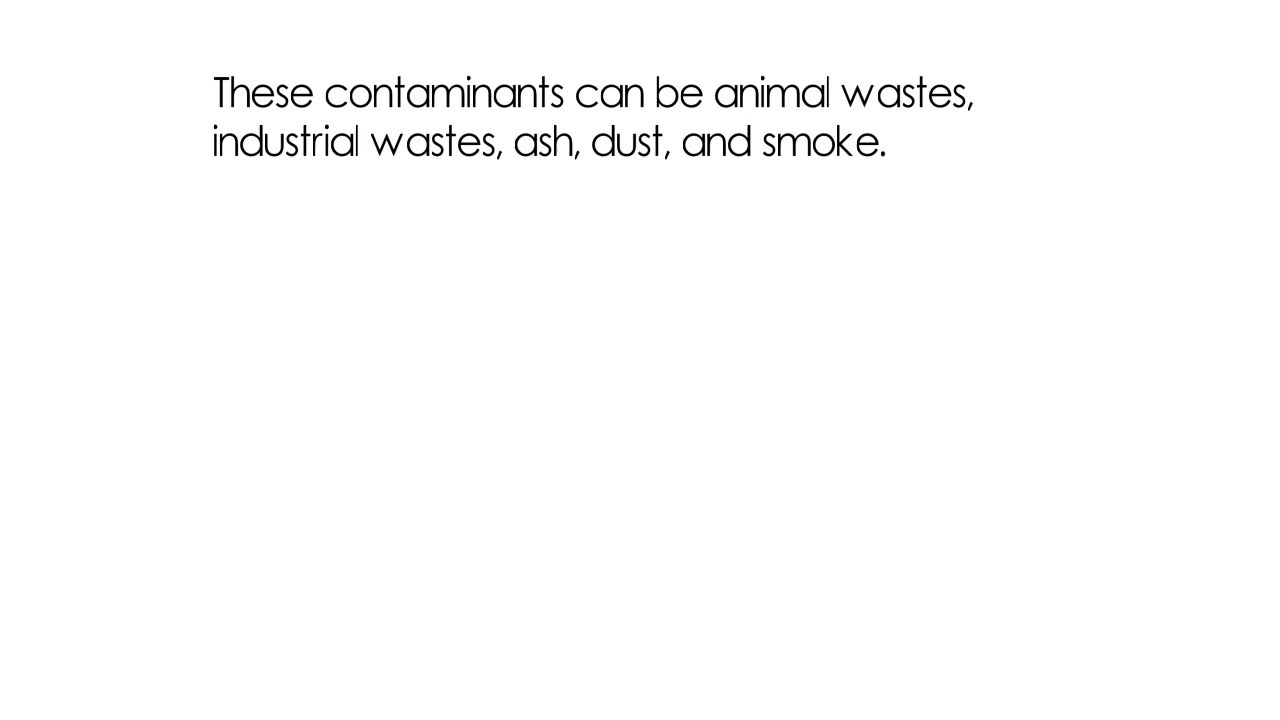 These contaminants can be animal wastes,
industrial wastes, ash, dust, and smoke.